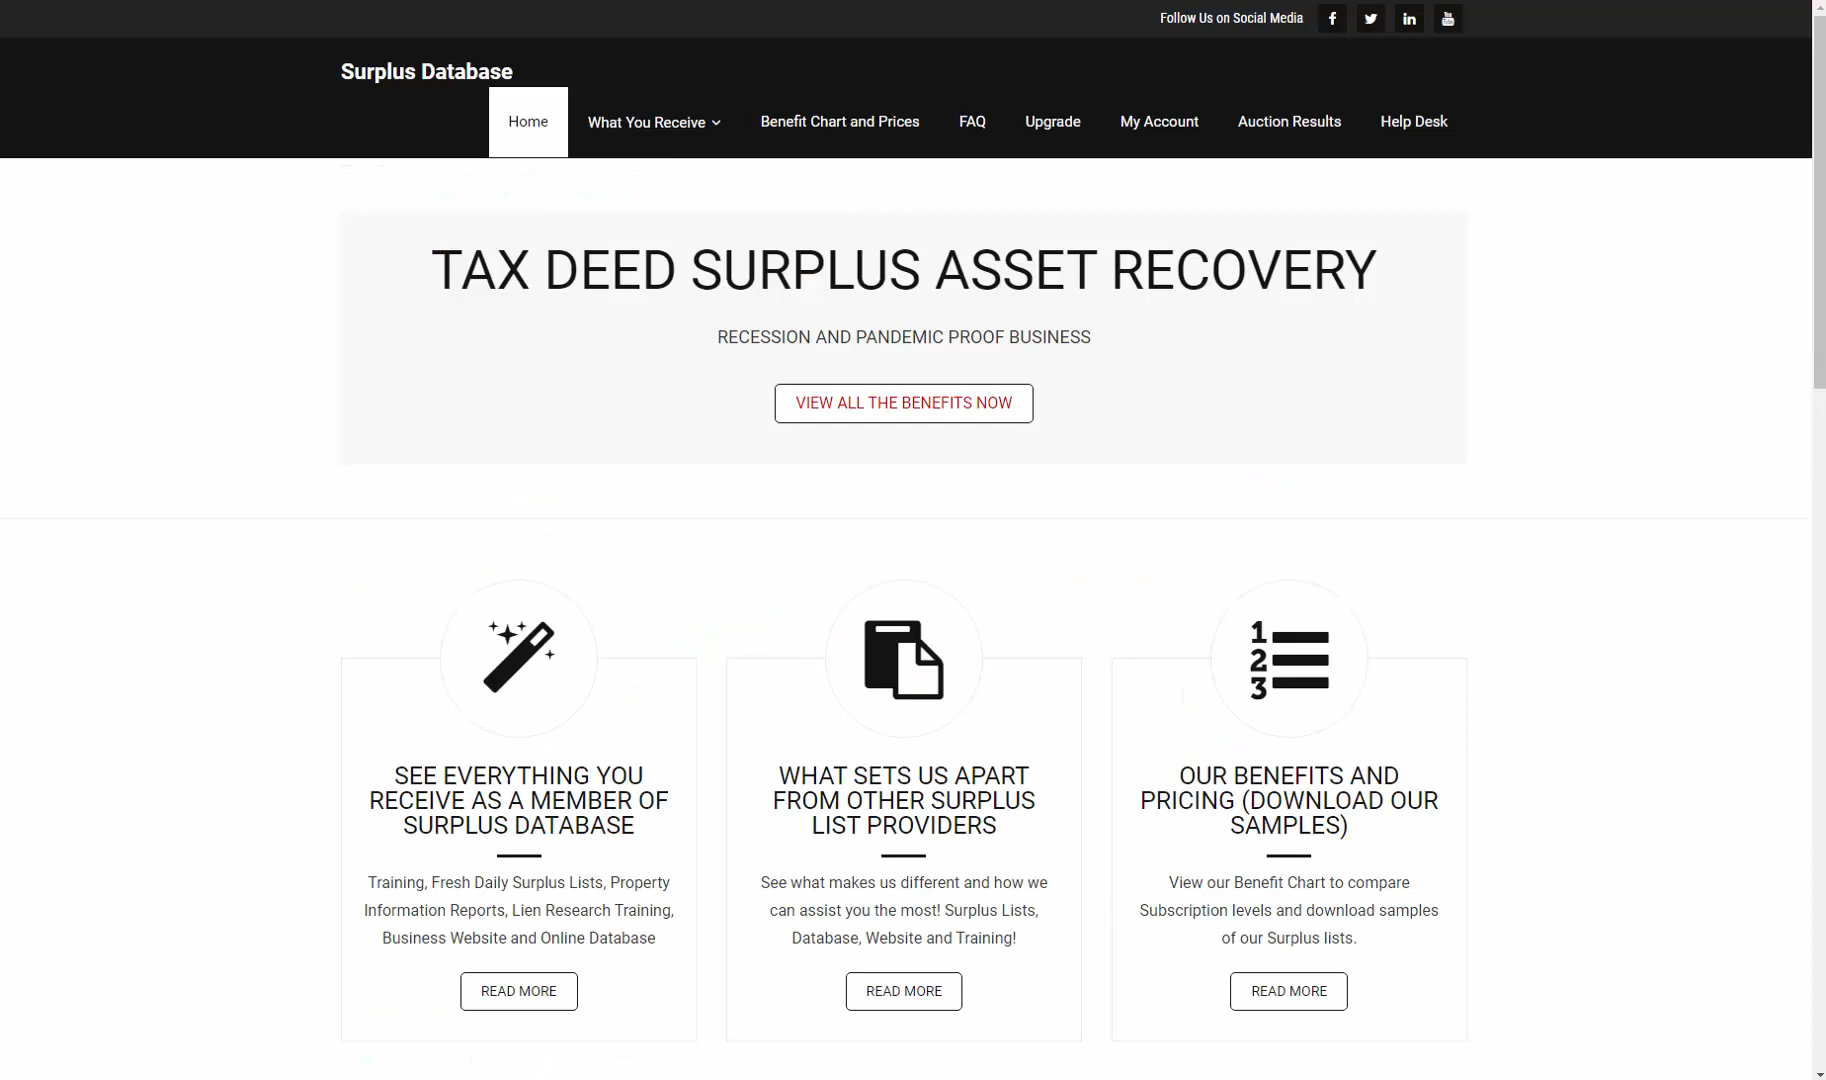 Follow Us on Social Media
Surplus Database
Home What You Receive Benefit Chart and Prices FAQ Upgrade My Account Auction Results Help Desk
TAX DEED SURPLUS ASSET RECOVERY
RECESSION AND PANDEMIC PROOF BUSINESS
VIEW ALL THE BENEFITS NOW
1
2
3
SEE EVERYTHING YOU
RECEIVE AS A MEMBER OF
SURPLUS DATABASE
Training, Fresh Daily Surplus Lists, Property
Information Reports, Lien Research Training,
Business Website and Online Database
READ MORE
WHAT SETS US APART
FROM OTHER SURPLUS
LIST PROVIDERS
See what makes us different and how we
can assist you the most! Surplus Lists,
Database, Website and Training!
READ MORE
OUR BENEFITS AND
PRICING (DOWNLOAD OUR
SAMPLES)
View our Benefit Chart to compare
Subscription levels and download samples
of our Surplus lists.
READ MORE